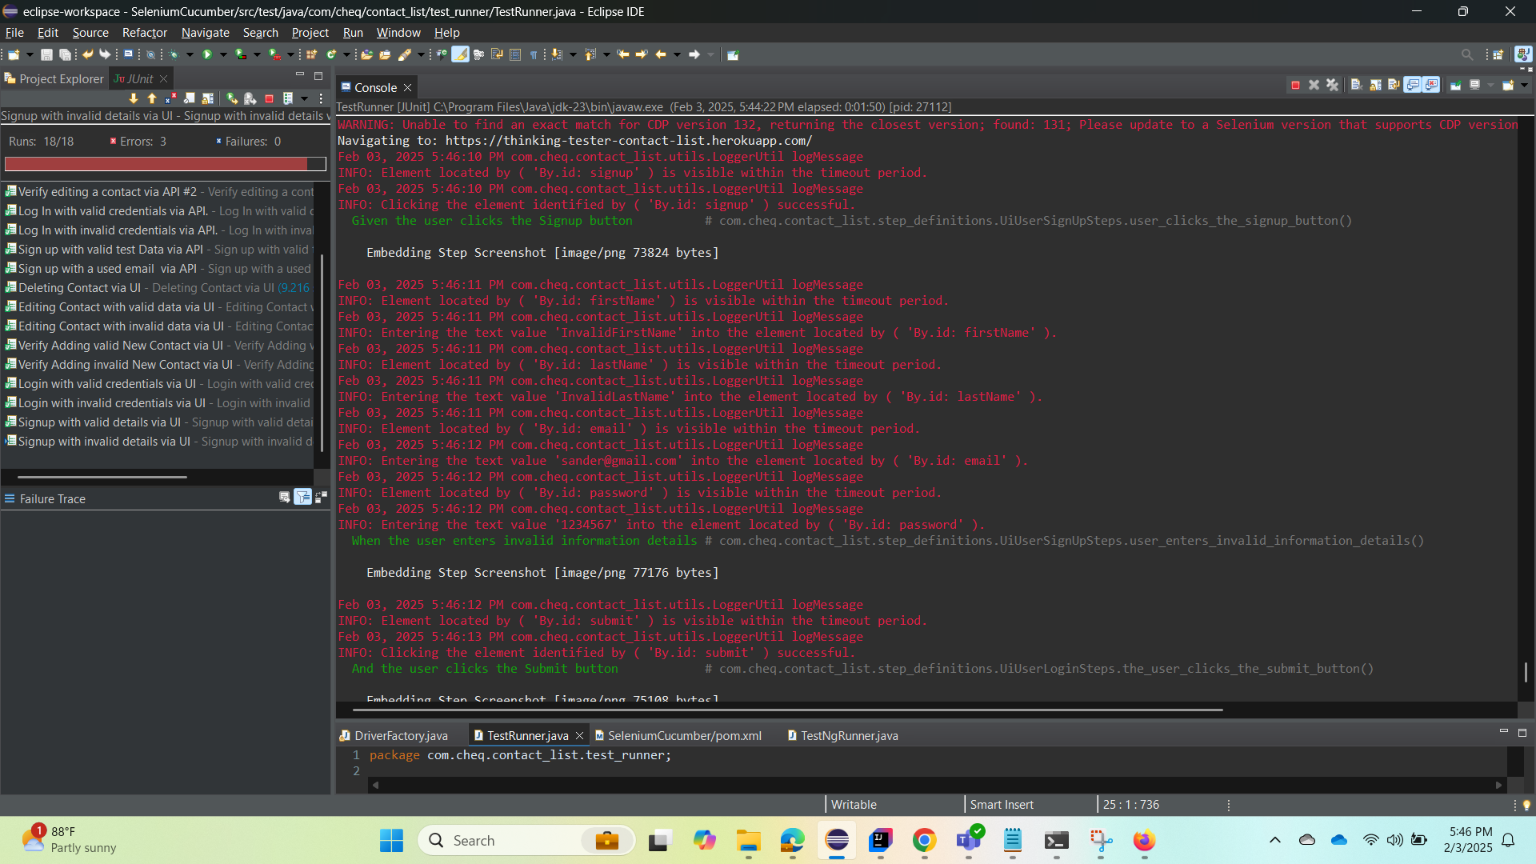 eclipse-workspace - SeleniumCucumber/src/test/java/com/cheq/contact_list/test_runner/TestRunner.java - Eclipse IDE
File Edit Source Refactor Navigate Search Project Run Window Help
Project Explorer JUnit
Signup with invalid details via UI - Signup with invalid details v
Runs: 18/18 Errors: 3 Failures: 0
Verify editing a contact via API #2 - Verify editing a cont
Log In with valid credentials via API. - Log In with valid c
Log In with invalid credentials via API. - Log In with inva
Sign up with valid test Data via API - Sign up with valid
Sign up with a used email via API - Sign up with a used
Deleting Contact via UI - Deleting Contact via UI (9.216
Editing Contact with valid data via UI - Editing Contact v
Editing Contact with invalid data via UI - Editing Contac
Verify Adding valid New Contact via UI - Verify Adding v
Verify Adding invalid New Contact via UI - Verify Adding
Login with valid credentials via UI - Login with valid cred
Login with invalid credentials via UI - Login with invalid
Signup with valid details via UI - Signup with valid detai
Signup with invalid details via UI - Signup with invalid d
Failure Trace
Console
TestRunner [JUnit] C:\Program Files\Java\jdk-23\bin\javaw.exe (Feb 3, 2025, 5:44:22 PM elapsed: 0:01:50) [pid: 27112]
WARNING: Unable to find an exact match for CDP version 132, returning the closest version; found: 131; Please update to a Selenium version that supports CDP version
Navigating to: https://thinking-tester-contact-list.herokuapp.com/
Feb 03, 2025 5:46:10 PM com.cheq.contact_list.utils.LoggerUtil logMessage
INFO: Element located by ( 'By.id: signup' ) is visible within the timeout period.
Feb 03, 2025 5:46:10 PM com.cheq.contact_list.utils.LoggerUtil logMessage
INFO: Clicking the element identified by ( 'By.id: signup' ) successful.
Given the user clicks the Signup button # com.cheq.contact_list.step_definitions.UiUserSignUpSteps.user_clicks_the_signup_button()
Embedding Step Screenshot [image/png 73824 bytes]
Feb 03, 2025 5:46:11 PM com.cheq.contact_list.utils.LoggerUtil logMessage
INFO: Element located by ( 'By.id: firstName' ) is visible within the timeout period.
Feb 03, 2025 5:46:11 PM com.cheq.contact_list.utils.LoggerUtil logMessage
INFO: Entering the text value 'InvalidFirstName' into the element located by ( 'By.id: firstName' ).
Feb 03, 2025 5:46:11 PM com.cheq.contact_list.utils.LoggerUtil logMessage
INFO: Element located by ( 'By.id: lastName' ) is visible within the timeout period.
Feb 03, 2025 5:46:11 PM com.cheq.contact_list.utils.LoggerUtil logMessage
INFO: Entering the text value 'InvalidLastName' into the element located by ( 'By.id: lastName' ).
Feb 03, 2025 5:46:11 PM com.cheq.contact_list.utils.LoggerUtil logMessage
INFO: Element located by ( 'By.id: email' ) is visible within the timeout period.
Feb 03, 2025 5:46:12 PM com.cheq.contact_list.utils.LoggerUtil logMessage
INFO: Entering the text value 'sander@gmail.com' into the element located by ( 'By.id: email' ).
Feb 03, 2025 5:46:12 PM com.cheq.contact_list.utils.LoggerUtil logMessage
INFO: Element located by ( 'By.id: password' ) is visible within the timeout period.
Feb 03, 2025 5:46:12 PM com.cheq.contact_list.utils.LoggerUtil logMessage
INFO: Entering the text value '1234567' into the element located by ( 'By.id: password' ).
When the user enters invalid information details # com.cheq.contact_list.step_definitions.UiUserSignUpSteps.user_enters_invalid_information_details()
Embedding Step Screenshot [image/png 77176 bytes]
Feb 03, 2025 5:46:12 PM com.cheq.contact_list.utils.LoggerUtil logMessage
INFO: Element located by ( 'By.id: submit' ) is visible within the timeout period.
Feb 03, 2025 5:46:13 PM com.cheq.contact_list.utils.LoggerUtil logMessage
INFO: Clicking the element identified by ( 'By.id: submit' ) successful.
And the user clicks the Submit button # com.cheq.contact_list.step_definitions.UiUserLoginSteps.the_user_clicks_the_submit_button()
Embedding Step Screenshot [image/png 75108 bytes]
DriverFactory.java TestRunner.java SeleniumCucumber/pom.xml TestNgRunner.java
1 package com.cheq.contact_list.test_runner;
2
Writable Smart Insert 25 : 1 : 736
1 88°F
Partly sunny
Search
5:46 PM
2/3/2025